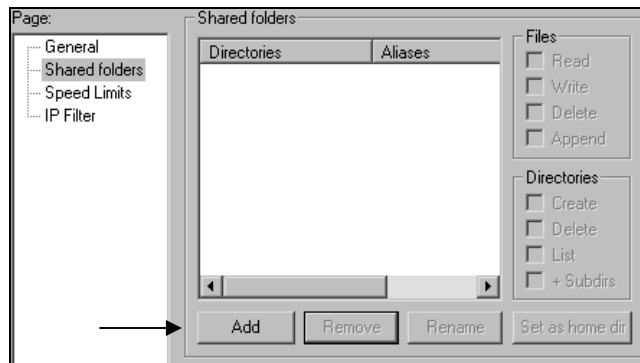 Page:
General
Shared folders
Speed Limits
IP Filter
Shared folders
Directories Aliases
Files
Read
Write
Delete
Append
Directories
Create
Delete
List
+ Subdirs
Add Remove Rename Set as home dir